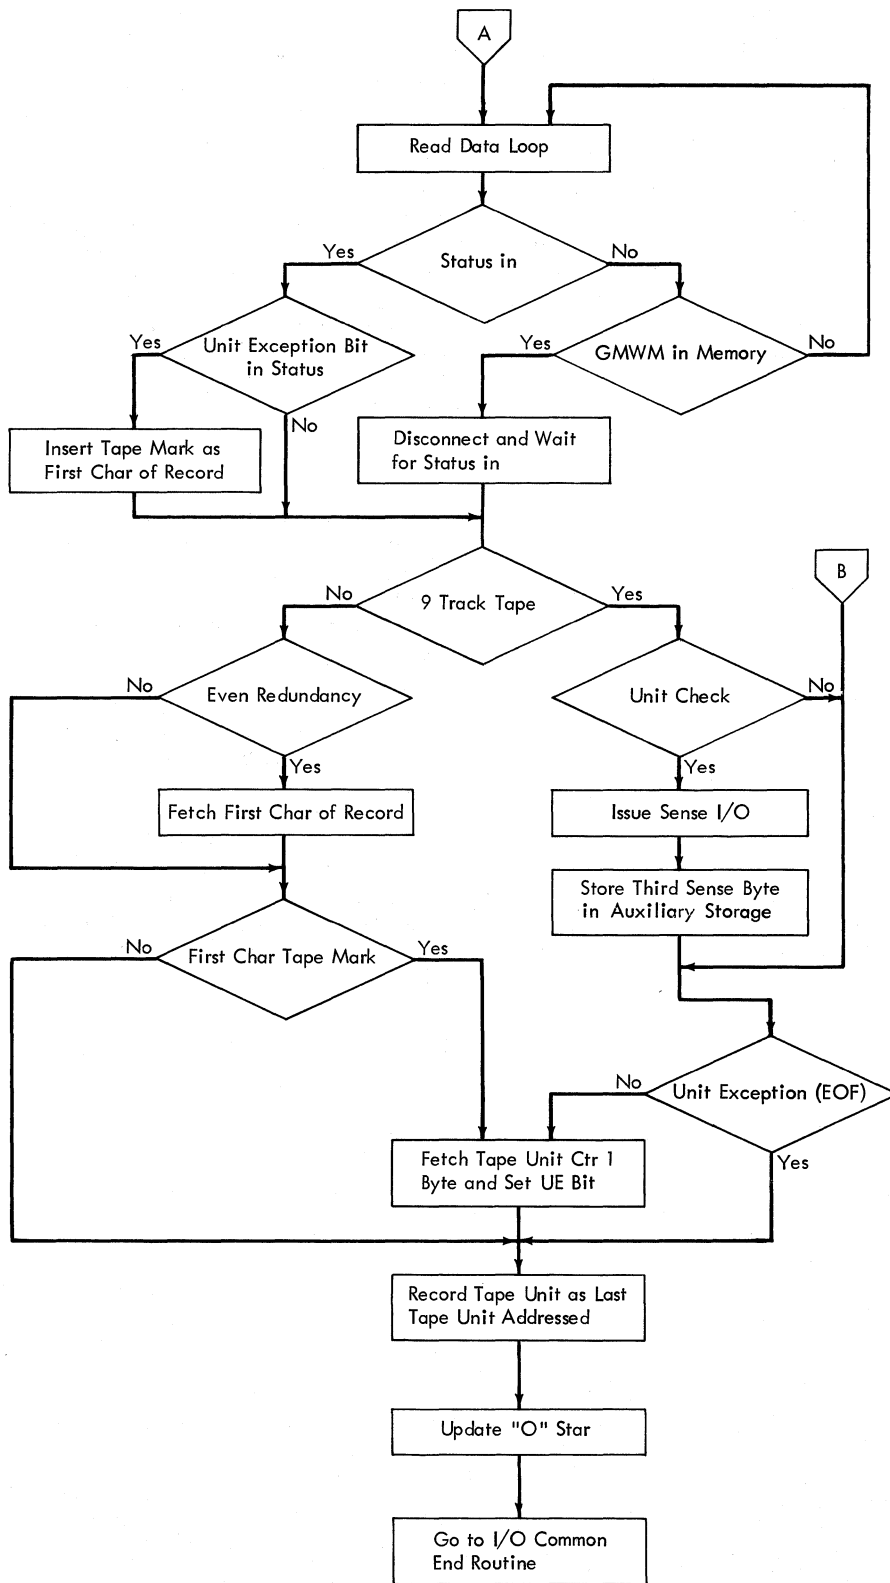 A
Read Data Loop
Status in
Yes
No
Unit Exception Bit
in Status
Yes
No
GMWM in Memory
Yes
No
Insert Tape Mark as
First Char of Record
Disconnect and Wait
for Status in
9 Track Tape
No
Yes
B
Even Redundancy
No
Yes
Unit Check
No
Yes
Fetch First Char of Record
Issue Sense I/O
Store Third Sense Byte
in Auxiliary Storage
First Char Tape Mark
No
Yes
Unit Exception (EOF)
No
Yes
Fetch Tape Unit Ctr 1
Byte and Set UE Bit
Record Tape Unit as Last
Tape Unit Addressed
Update "O" Star
Go to I/O Common
End Routine